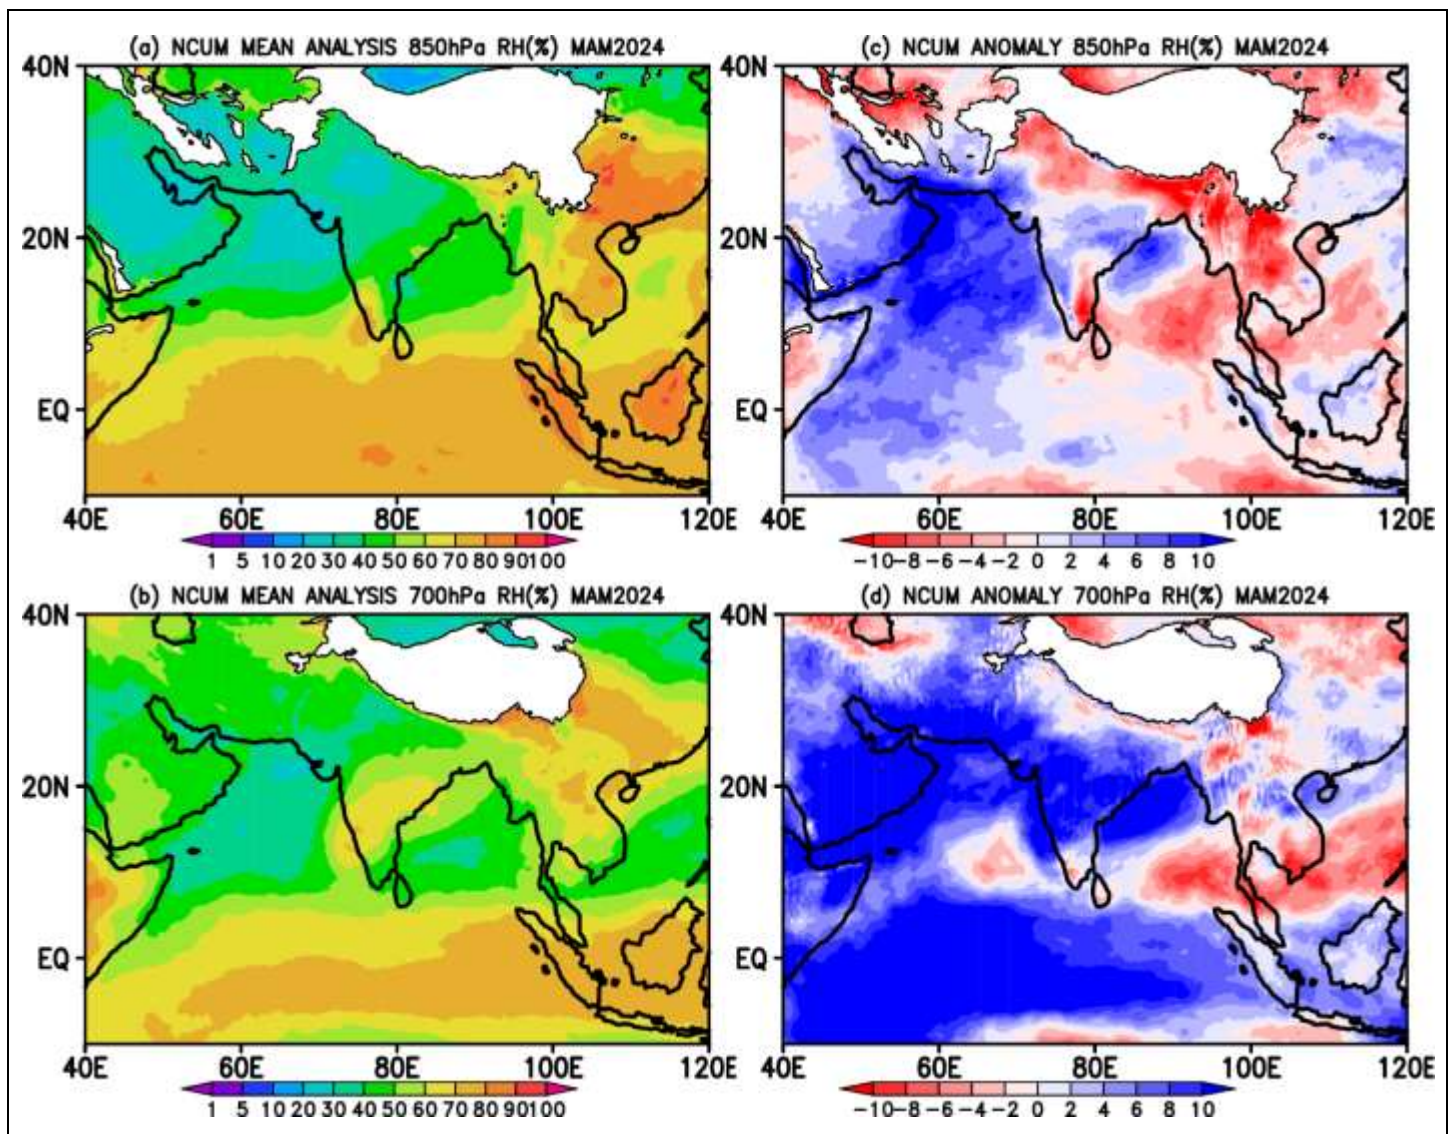 (a) NCUM MEAN ANALYSIS 850hPa RH(%) MAM2024
40N
20N
EQ
40E 60E 80E 100E 120E
1 5 10 20 30 40 50 60 70 80 90 100
(c) NCUM ANOMALY 850hPa RH(%) MAM2024
40N
20N
EQ
40E 60E 80E 100E 120E
-10 -8 -6 -4 -2 0 2 4 6 8 10
(b) NCUM MEAN ANALYSIS 700hPa RH(%) MAM2024
40N
20N
EQ
40E 60E 80E 100E 120E
1 5 10 20 30 40 50 60 70 80 90 100
(d) NCUM ANOMALY 700hPa RH(%) MAM2024
40N
20N
EQ
40E 60E 80E 100E 120E
-10 -8 -6 -4 -2 0 2 4 6 8 10